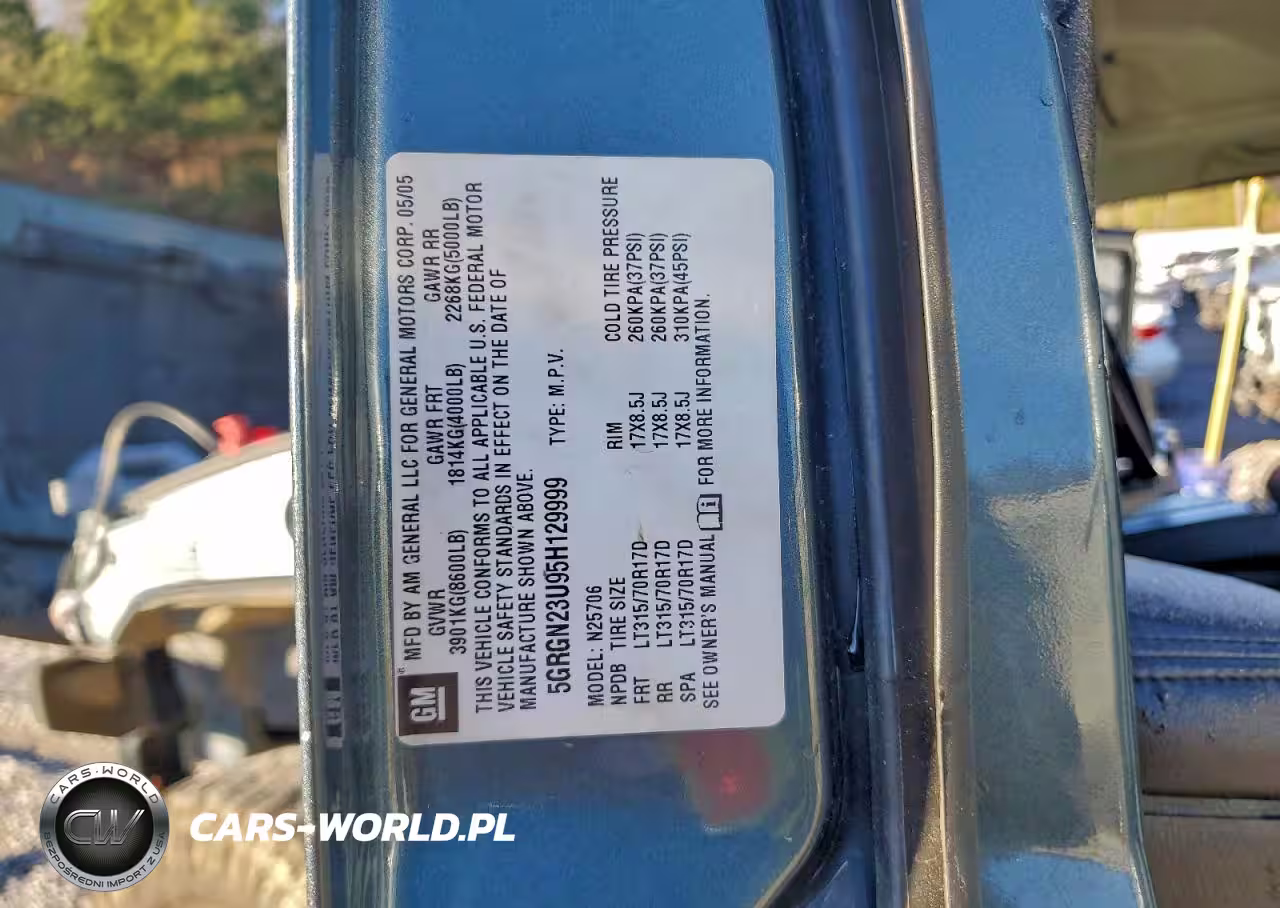 GM
MFD BY AM GENERAL LLC FOR GENERAL MOTORS CORP. 05/05
GVWR GAWR FRT GAWR RR
3901KG(8600LB) 1814KG(4000LB) 2268KG(5000LB)
THIS VEHICLE CONFORMS TO ALL APPLICABLE U.S. FEDERAL MOTOR
VEHICLE SAFETY STANDARDS IN EFFECT ON THE DATE OF
MANUFACTURE SHOWN ABOVE.
5GRGN23U95H129999 TYPE: M.P.V.
MODEL: N25706
NPDB TIRE SIZE RIM COLD TIRE PRESSURE
FRT LT315/70R17D 17X8.5J 260KPA(37PSI)
RR LT315/70R17D 17X8.5J 260KPA(37PSI)
SPA LT315/70R17D 17X8.5J 310KPA(45PSI)
SEE OWNER'S MANUAL i FOR MORE INFORMATION.
CARS-WORLD
CW
BEZPOŚREDNI IMPORT Z USA
CARS-WORLD.PL